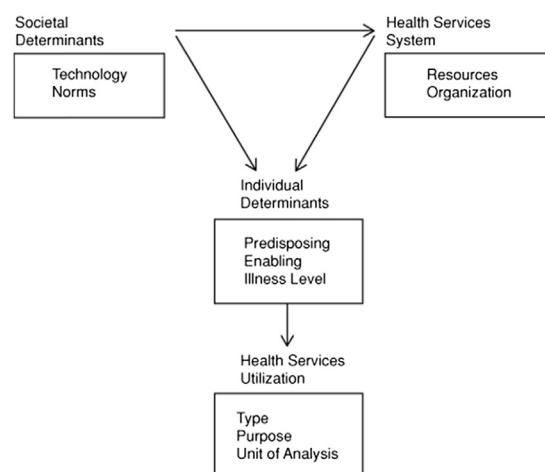 Societal
Determinants
Technology
Norms
Health Services
System
Resources
Organization
Individual
Determinants
Predisposing
Enabling
Illness Level
Health Services
Utilization
Type
Purpose
Unit of Analysis